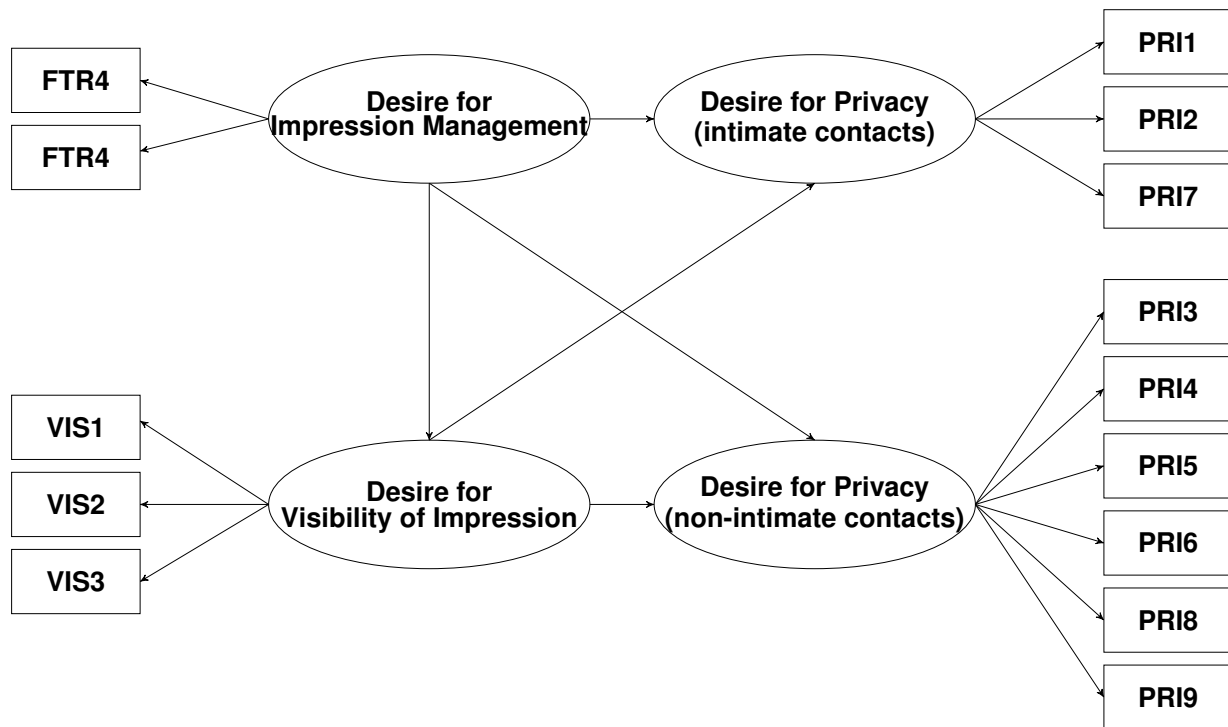 FTR4
FTR4
Desire for
Impression Management
Desire for Privacy
(intimate contacts)
PRI1
PRI2
PRI7
VIS1
VIS2
VIS3
Desire for
Visibility of Impression
Desire for Privacy
(non-intimate contacts)
PRI3
PRI4
PRI5
PRI6
PRI8
PRI9